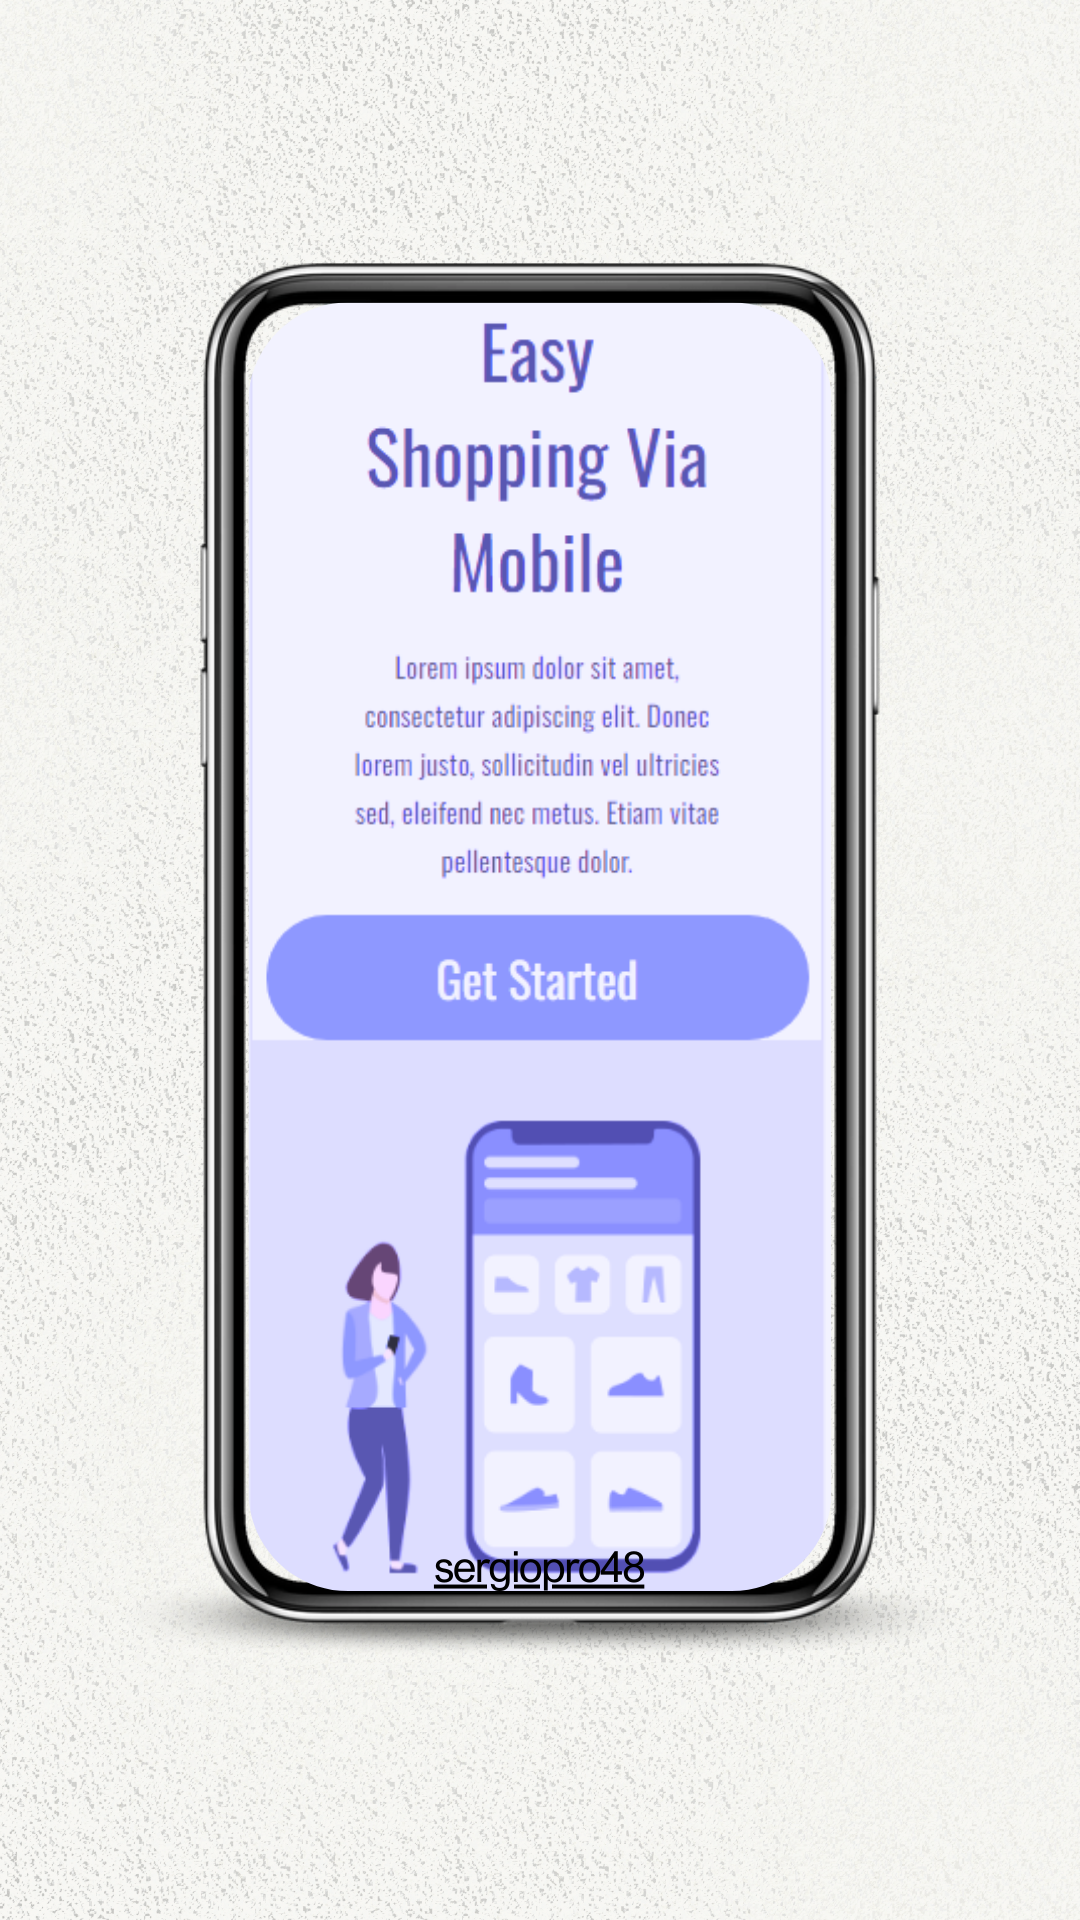 Easy
Shopping Via
Mobile
Lorem ipsum dolor sit amet,
consectetur adipiscing elit. Donec
lorem justo, sollicitudin vel ultricies
sed, eleifend nec metus. Etiam vitae
pellentesque dolor.
Get Started
sergiopro48